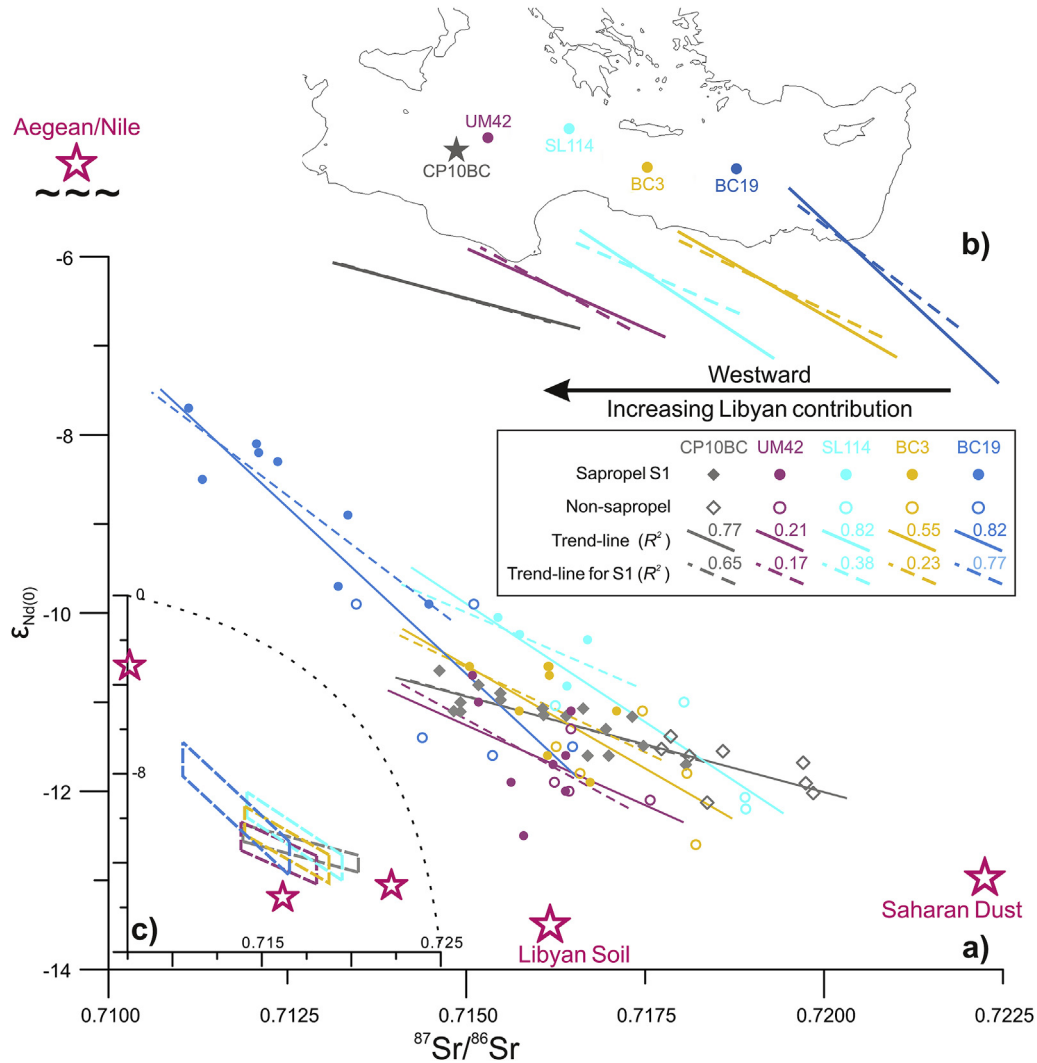 Aegean/Nile
~~~
UM42
SL114
CP10BC
BC3
BC19
b)
Westward
Increasing Libyan contribution
CP10BC UM42 SL114 BC3 BC19
Sapropel S1
Non-sapropel
Trend-line (R²) 0.77 0.21 0.82 0.55 0.82
Trend-line for S1 (R²) 0.65 0.17 0.38 0.23 0.77
-6
-8
-10
-12
-14
εNd(0)
0
-8
c)
0.715 0.725
Libyan Soil
Saharan Dust
a)
0.7100 0.7125 0.7150 0.7175 0.7200 0.7225
⁸⁷Sr/⁸⁶Sr